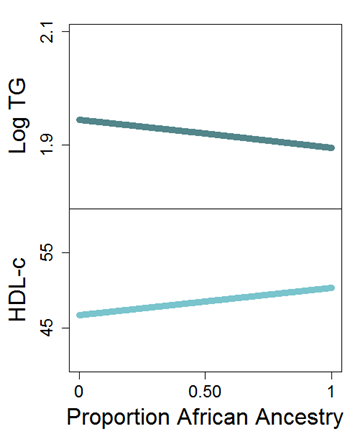 2.1
Log TG
1.9
55
HDL-c
45
0 0.50 1
Proportion African Ancestry